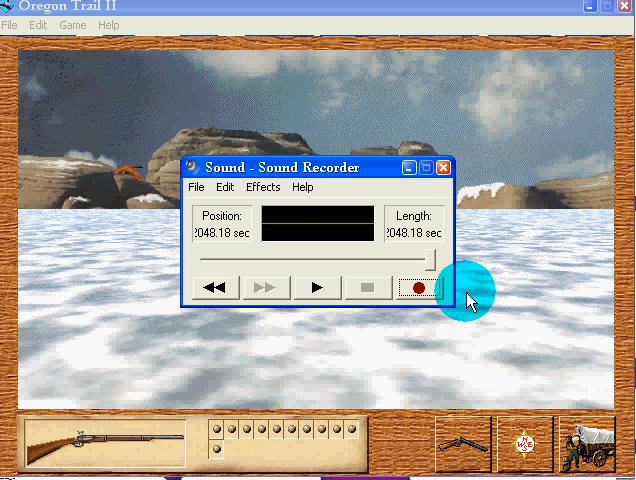 Oregon Trail II
File Edit Game Help
Sound - Sound Recorder
File Edit Effects Help
Position: Length:
2048.18 sec 2048.18 sec
N
W E
S